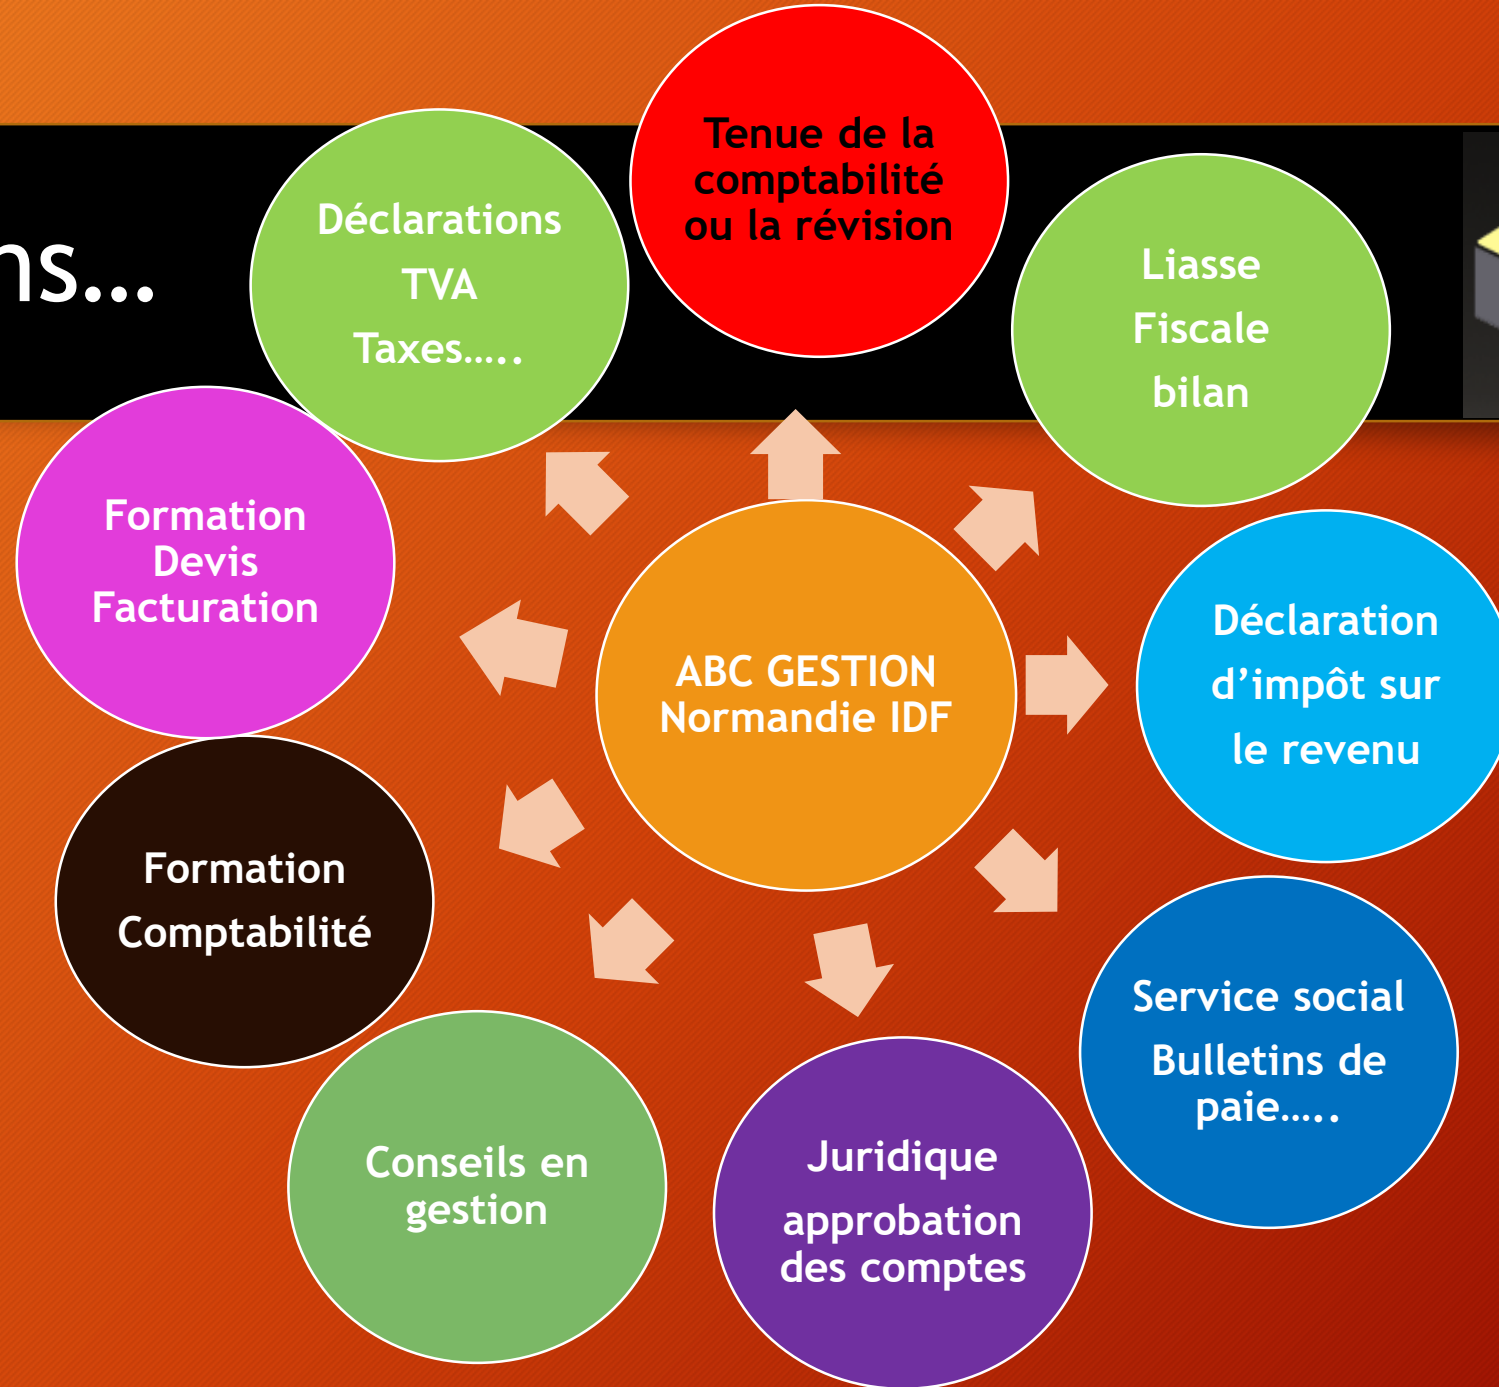 ns...
Tenue de la
comptabilité
ou la révision
Liasse
Fiscale
bilan
Déclaration
d’impôt sur
le revenu
Service social
Bulletins de
paie…..
Juridique
approbation
des comptes
Conseils en
gestion
Formation
Comptabilité
Formation
Devis
Facturation
Déclarations
TVA
Taxes…..
ABC GESTION
Normandie IDF